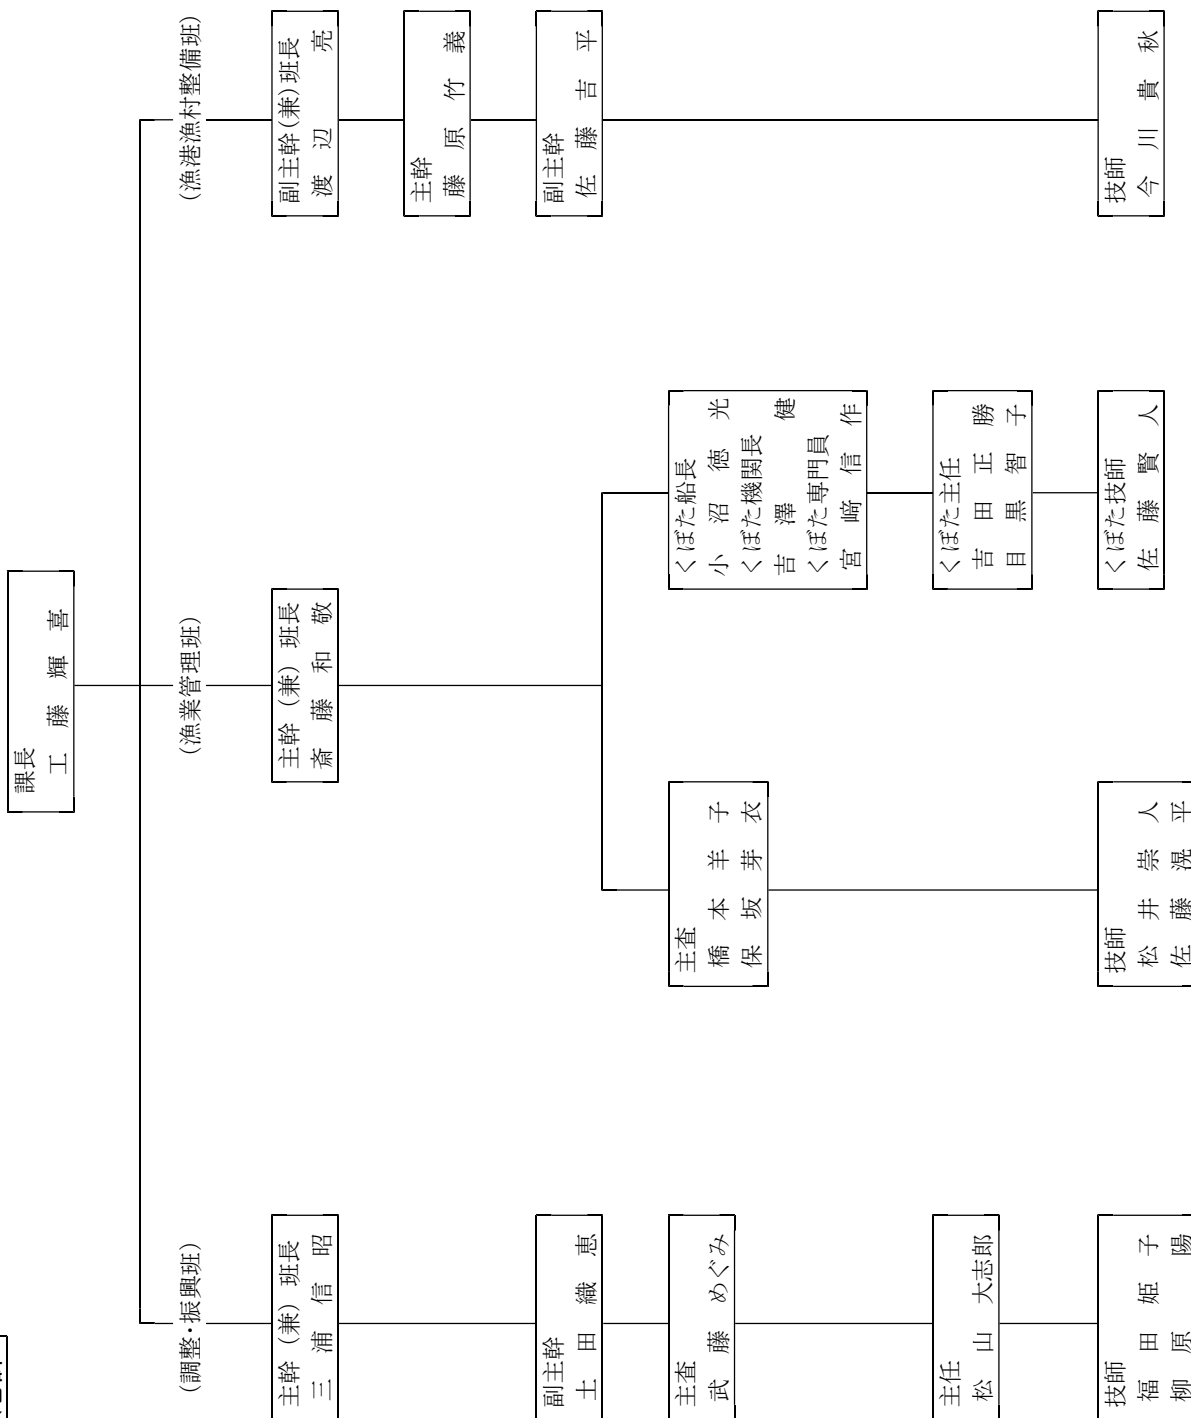 課長
工藤輝喜
(調整・振興班)
主幹(兼)班長
三浦信昭
副主幹
土田織恵
主査
武藤めぐみ
主任
松山大志郎
技師
福田姫子
柳原陽
(漁業管理班)
主幹(兼)班長
斎藤和敬
主査
橋本羊子
保坂芽衣
技師
松井崇人
佐藤滉平
くぼた船長
小沼徳光
くぼた機関長
吉澤健
くぼた専門員
宮﨑信作
くぼた主任
吉田正勝
目黒智子
くぼた技師
佐藤賢人
(漁港漁村整備班)
副主幹(兼)班長
渡辺亮
主幹
藤原竹義
副主幹
佐藤吉平
技師
今川貴秋